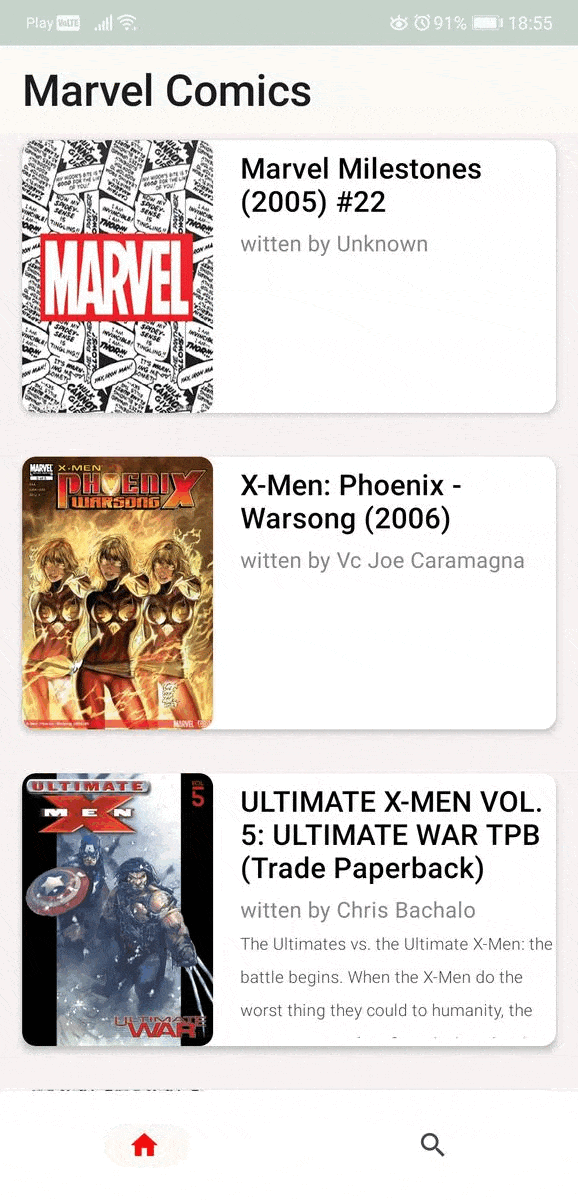 Play VoLTE 91% 18:55
Marvel Comics
MARVEL
Marvel Milestones
(2005) #22
witten by Unknown
MARVEL
X-MEN
PHOENIX
WARSONG
X-Men: Phoenix -
Warsong (2006)
witten by Vc Joe Caramagna
MARVEL
ULTIMATE
X
MEN
VOL
5
ULTIMATE
WAR
ULTIMATE X-MEN VOL.
5: ULTIMATE WAR TPB
(Trade Paperback)
witten by Chris Bachalo
The Ultimates vs. the Ultimate X-Men: the
battle begins. When the X-Men do the
worst thing they could to humanity, the